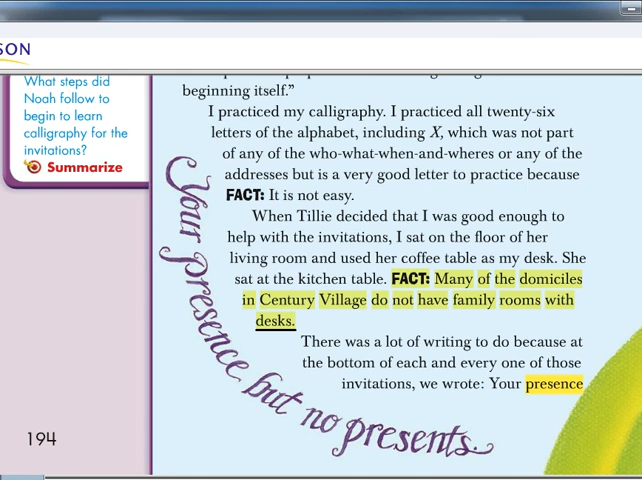 SON
What steps did
Noah follow to
begin to learn
calligraphy for the
invitations?
Summarize
beginning itself."
I practiced my calligraphy. I practiced all twenty-six
letters of the alphabet, including X, which was not part
of any of the who-what-when-and-wheres or any of the
addresses but is a very good letter to practice because
FACT: It is not easy.
When Tillie decided that I was good enough to
help with the invitations, I sat on the floor of her
living room and used her coffee table as my desk. She
sat at the kitchen table. FACT: Many of the domiciles
in Century Village do not have family rooms with
desks.
There was a lot of writing to do because at
the bottom of each and every one of those
invitations, we wrote: Your presence
Your presence but no presents.
194